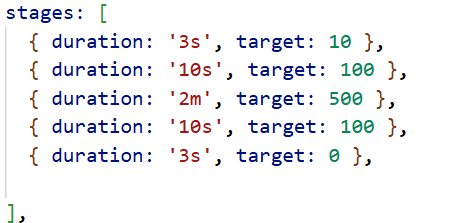 stages: [
{ duration: '3s', target: 10 },
{ duration: '10s', target: 100 },
{ duration: '2m', target: 500 },
{ duration: '10s', target: 100 },
{ duration: '3s', target: 0 },
],